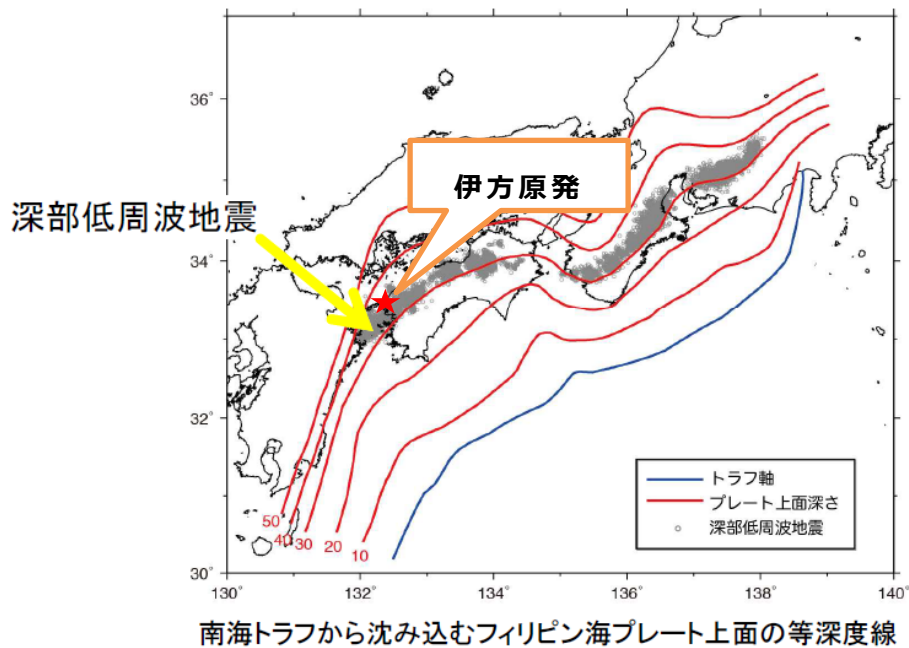 36°
伊方原発
深部低周波地震
34°
32°
トラフ軸
プレート上面深さ
深部低周波地震
50
40
30
20
10
30°
130°
132°
134°
136°
138°
140°
南海トラフから沈み込むフィリピン海プレート上面の等深度線